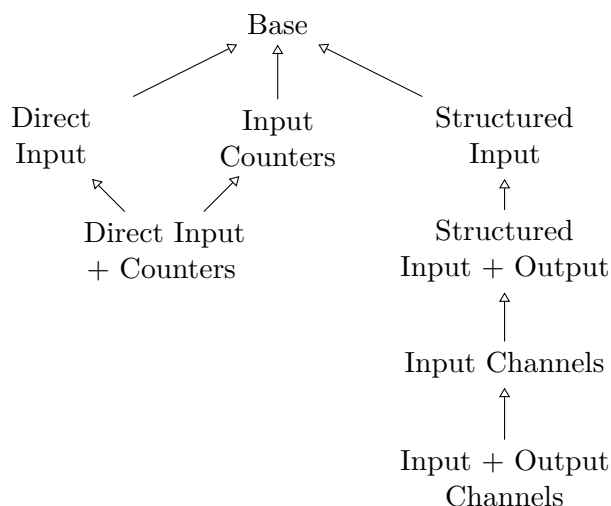 Base
Direct
Input
Input
Counters
Structured
Input
Direct Input
+ Counters
Structured
Input + Output
Input Channels
Input + Output
Channels